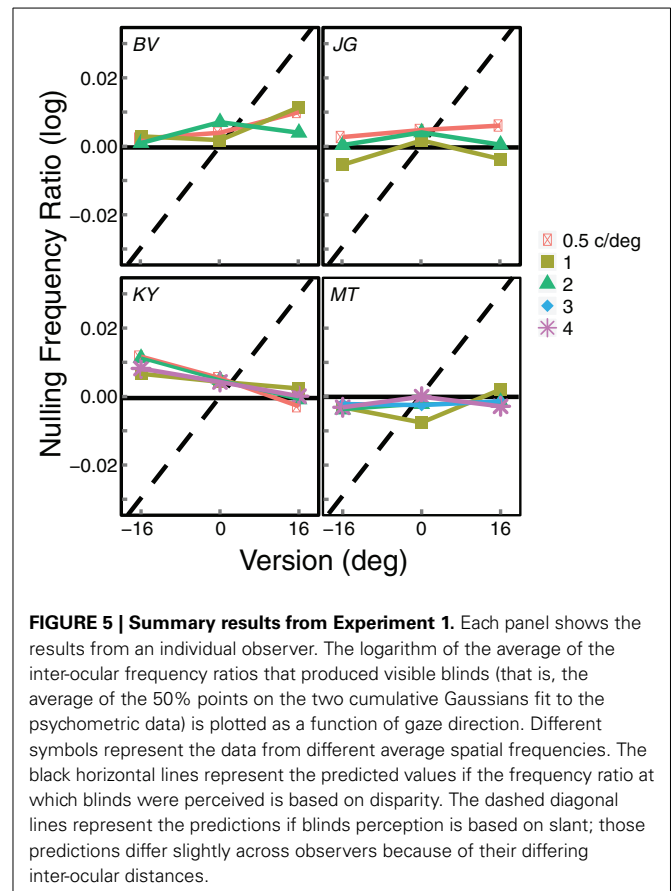 BV
JG
KY
MT
Nulling Frequency Ratio (log)
0.02
0.00
−0.02
0.02
0.00
−0.02
−16
0
16
−16
0
16
Version (deg)
0.5 c/deg
1
2
3
4
FIGURE 5 | Summary results from Experiment 1. Each panel shows the
results from an individual observer. The logarithm of the average of the
inter-ocular frequency ratios that produced visible blinds (that is, the
average of the 50% points on the two cumulative Gaussians fit to the
psychometric data) is plotted as a function of gaze direction. Different
symbols represent the data from different average spatial frequencies. The
black horizontal lines represent the predicted values if the frequency ratio at
which blinds were perceived is based on disparity. The dashed diagonal
lines represent the predictions if blinds perception is based on slant; those
predictions differ slightly across observers because of their differing
inter-ocular distances.